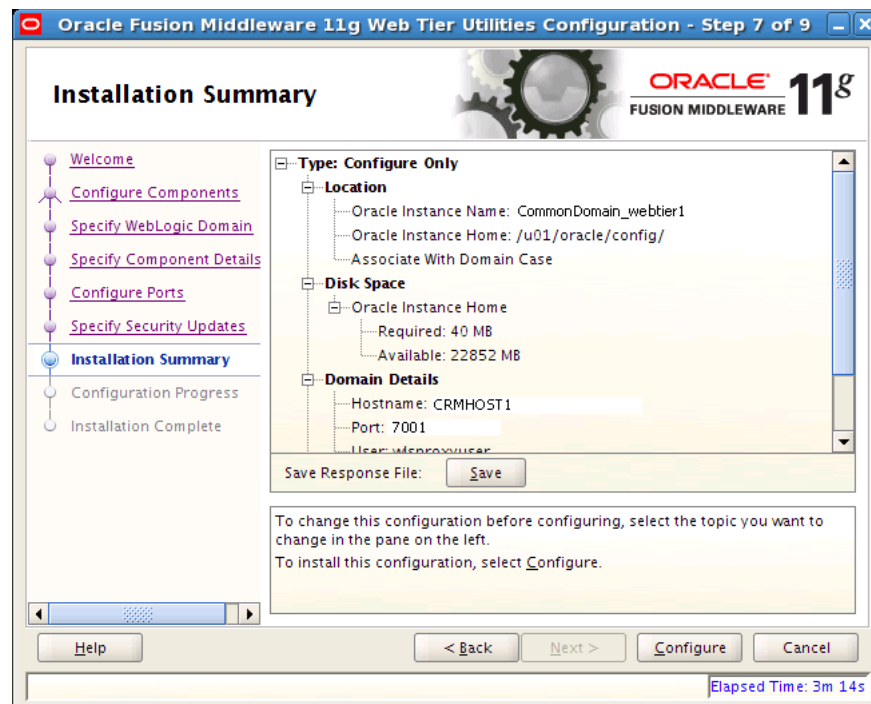 Oracle Fusion Middleware 11g Web Tier Utilities Configuration - Step 7 of 9
Installation Summary
ORACLE
FUSION MIDDLEWARE 11g
Welcome
Configure Components
Specify WebLogic Domain
Specify Component Details
Configure Ports
Specify Security Updates
Installation Summary
Configuration Progress
Installation Complete
Type: Configure Only
Location
Oracle Instance Name: CommonDomain_webtier1
Oracle Instance Home: /u01/oracle/config/
Associate With Domain Case
Disk Space
Oracle Instance Home
Required: 40 MB
Available: 22852 MB
Domain Details
Hostname: CRMHOST1
Port: 7001
User: wlsproxyuser
Save Response File: Save
To change this configuration before configuring, select the topic you want to
change in the pane on the left.
To install this configuration, select Configure.
Help < Back Next > Configure Cancel
Elapsed Time: 3m 14s